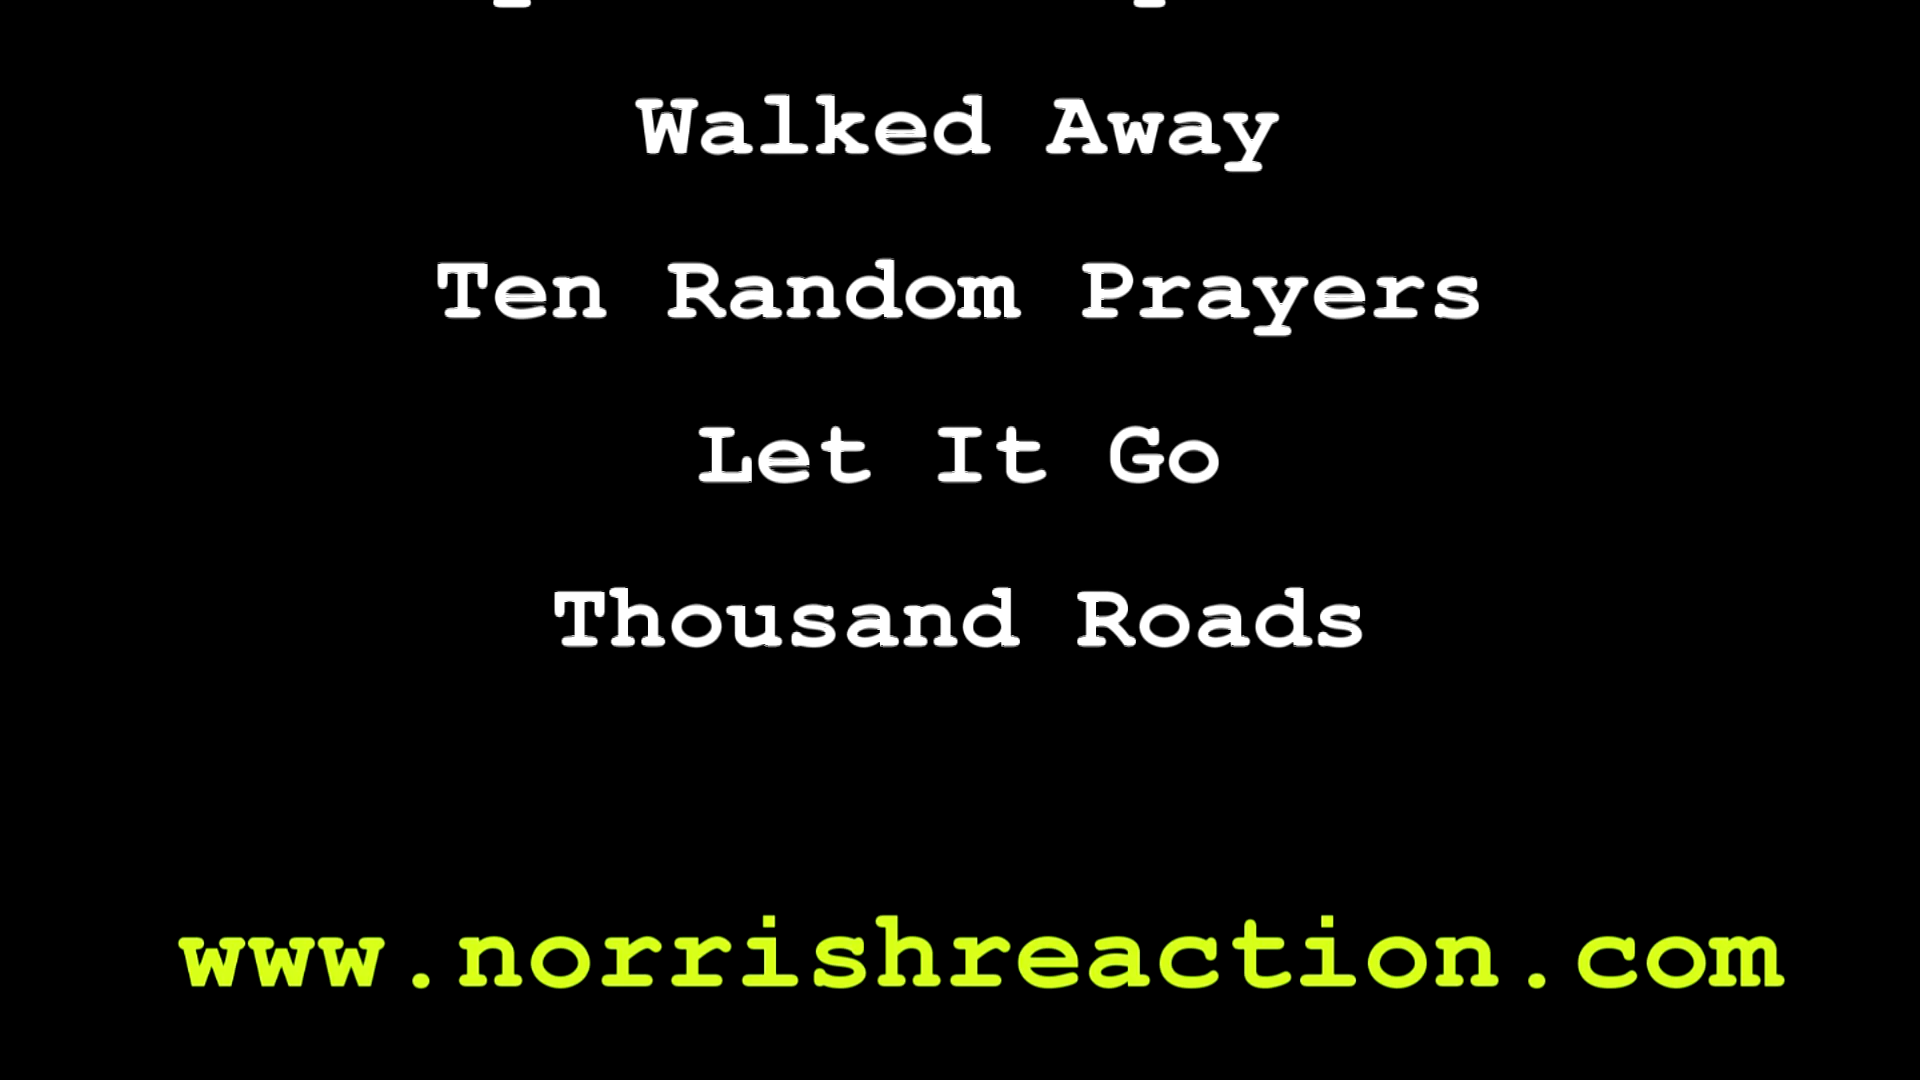 Walked Away
Ten Random Prayers
Let It Go
Thousand Roads
www.norrishreaction.com